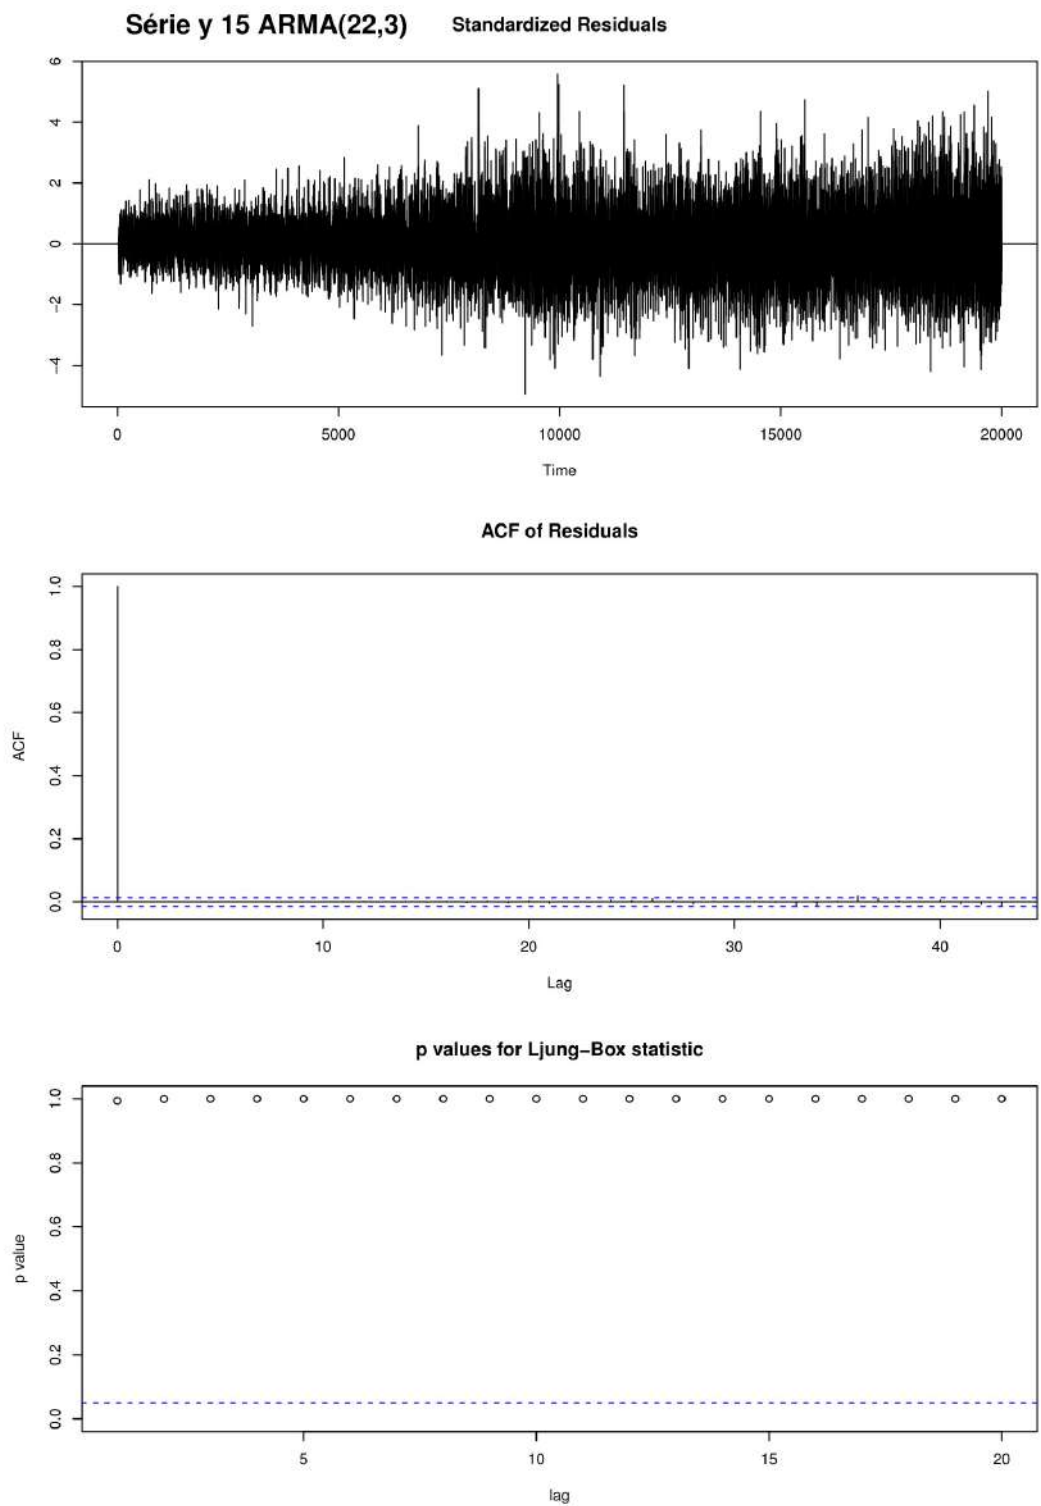 Série y 15 ARMA(22,3) Standardized Residuals
6
4
2
0
−2
−4
0 5000 10000 15000 20000
Time
ACF of Residuals
ACF
1.0
0.8
0.6
0.4
0.2
0.0
0 10 20 30 40
Lag
p values for Ljung−Box statistic
p value
1.0
0.8
0.6
0.4
0.2
0.0
5 10 15 20
lag